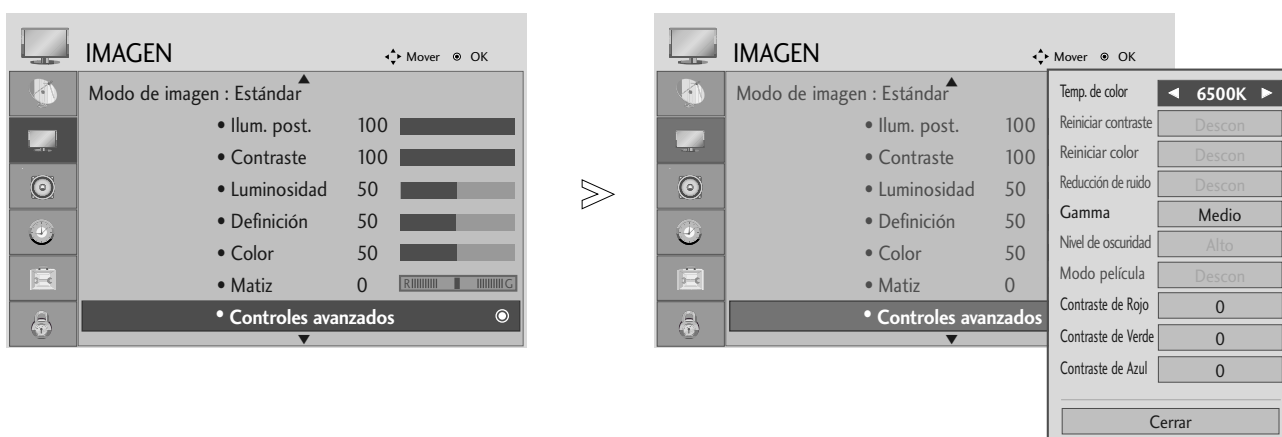 IMAGEN
Mover OK
Modo de imagen : Estándar
• Ilum. post. 100
• Contraste 100
• Luminosidad 50
• Definición 50
• Color 50
• Matiz 0 R G
• Controles avanzados
IMAGEN
Mover OK
Modo de imagen : Estándar
• Ilum. post. 100
• Contraste 100
• Luminosidad 50
• Definición 50
• Color 50
• Matiz 0
• Controles avanzados
Temp. de color 6500K
Reiniciar contraste Descon
Reiniciar color Descon
Reducción de ruido Descon
Gamma Medio
Nivel de oscuridad Alto
Modo película Descon
Contraste de Rojo 0
Contraste de Verde 0
Contraste de Azul 0
Cerrar